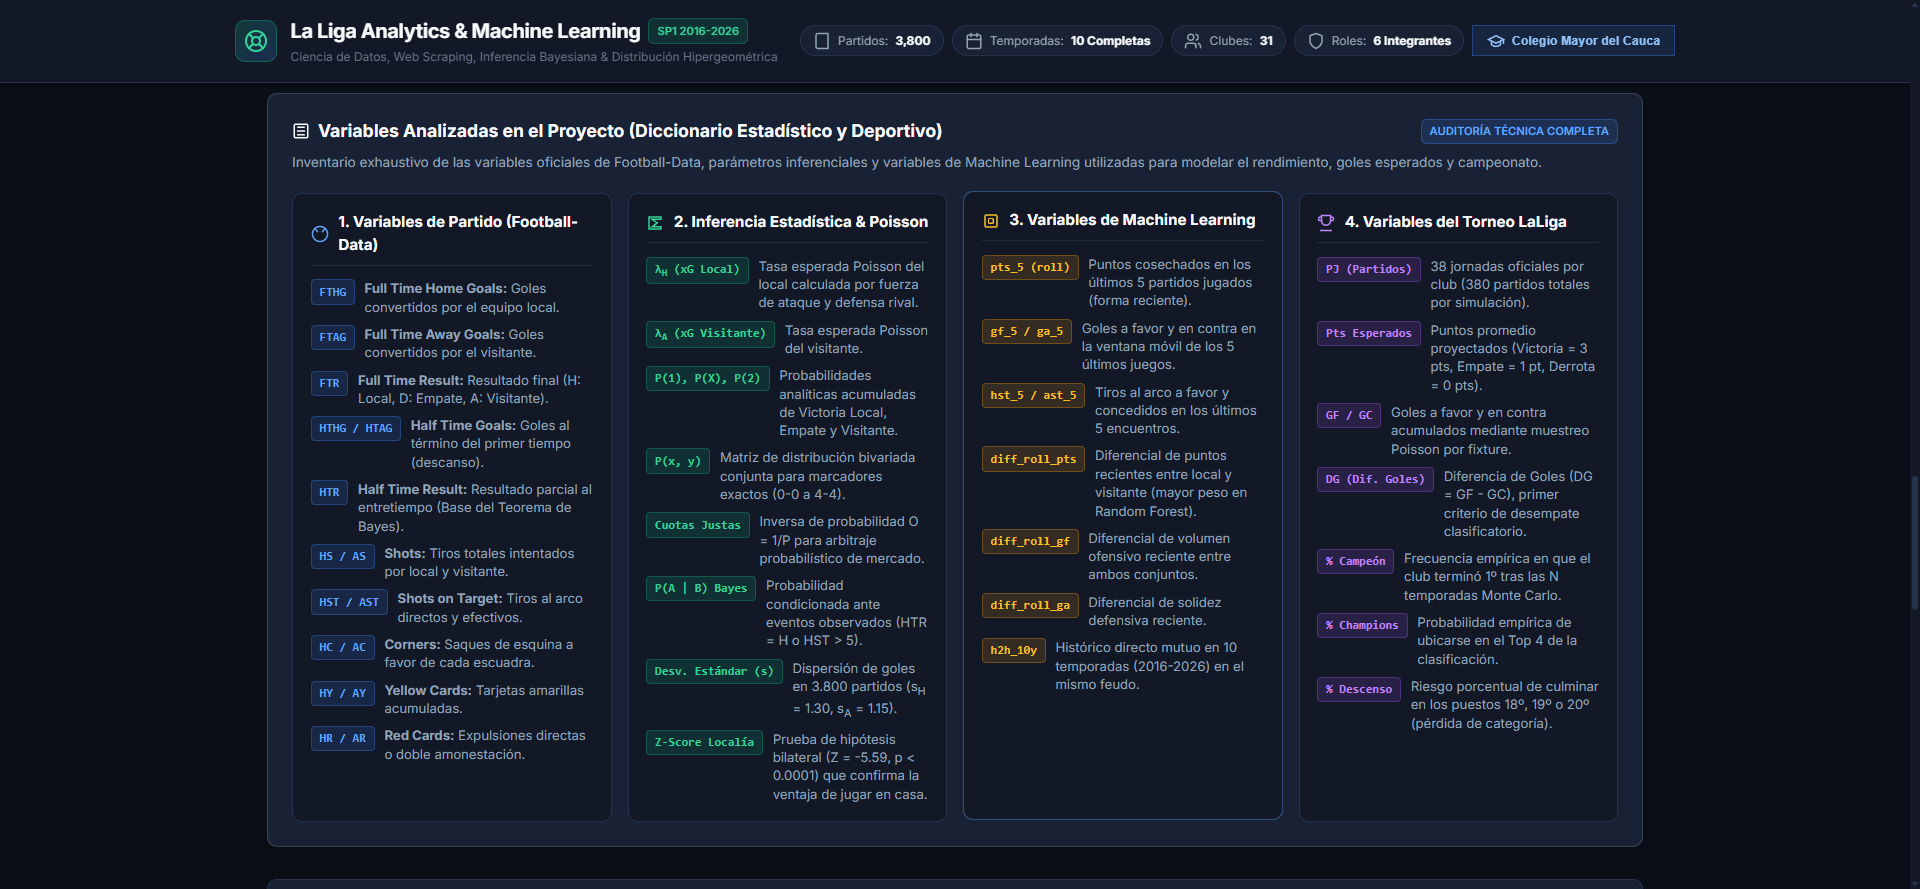 La Liga Analytics & Machine Learning
SP1 2016-2026
Ciencia de Datos, Web Scraping, Inferencia Bayesiana & Distribución Hipergeométrica
Partidos: 3,800
Temporadas: 10 Completas
Clubes: 31
Roles: 6 Integrantes
Colegio Mayor del Cauca
Variables Analizadas en el Proyecto (Diccionario Estadístico y Deportivo)
AUDITORÍA TÉCNICA COMPLETA
Inventario exhaustivo de las variables oficiales de Football-Data, parámetros inferenciales y variables de Machine Learning utilizadas para modelar el rendimiento, goles esperados y campeonato.
1. Variables de Partido (Football-
Data)
FTHG
Full Time Home Goals: Goles
convertidos por el equipo local.
FTAG
Full Time Away Goals: Goles
convertidos por el visitante.
FTR
Full Time Result: Resultado final (H:
Local, D: Empate, A: Visitante).
HTHG / HTAG
Half Time Goals: Goles al
término del primer tiempo
(descanso).
HTR
Half Time Result: Resultado parcial al
entretiempo (Base del Teorema de
Bayes).
HS / AS
Shots: Tiros totales intentados
por local y visitante.
HST / AST
Shots on Target: Tiros al arco
directos y efectivos.
HC / AC
Corners: Saques de esquina a
favor de cada escuadra.
HY / AY
Yellow Cards: Tarjetas amarillas
acumuladas.
HR / AR
Red Cards: Expulsiones directas
o doble amonestación.
2. Inferencia Estadística & Poisson
λH (xG Local)
Tasa esperada Poisson del
local calculada por fuerza
de ataque y defensa rival.
λA (xG Visitante)
Tasa esperada Poisson
del visitante.
P(1), P(X), P(2)
Probabilidades
analíticas acumuladas
de Victoria Local,
Empate y Visitante.
P(x, y)
Matriz de distribución bivariada
conjunta para marcadores
exactos (0-0 a 4-4).
Cuotas Justas
Inversa de probabilidad O
= 1/P para arbitraje
probabilístico de mercado.
P(A | B) Bayes
Probabilidad
condicionada ante
eventos observados (HTR
= H o HST > 5).
Desv. Estándar (s)
Dispersión de goles
en 3.800 partidos (sH
= 1.30, sA = 1.15).
Z-Score Localía
Prueba de hipótesis
bilateral (Z = -5.59, p <
0.0001) que confirma la
ventaja de jugar en casa.
3. Variables de Machine Learning
pts_5 (roll)
Puntos cosechados en los
últimos 5 partidos jugados
(forma reciente).
gf_5 / ga_5
Goles a favor y en contra en
la ventana móvil de los 5
últimos juegos.
hst_5 / ast_5
Tiros al arco a favor y
concedidos en los últimos
5 encuentros.
diff_roll_pts
Diferencial de puntos
recientes entre local y
visitante (mayor peso en
Random Forest).
diff_roll_gf
Diferencial de volumen
ofensivo reciente entre
ambos conjuntos.
diff_roll_ga
Diferencial de solidez
defensiva reciente.
h2h_10y
Histórico directo mutuo en 10
temporadas (2016-2026) en el
mismo feudo.
4. Variables del Torneo LaLiga
PJ (Partidos)
38 jornadas oficiales por
club (380 partidos totales
por simulación).
Pts Esperados
Puntos promedio
proyectados (Victoria = 3
pts, Empate = 1 pt, Derrota
= 0 pts).
GF / GC
Goles a favor y en contra
acumulados mediante muestreo
Poisson por fixture.
DG (Dif. Goles)
Diferencia de Goles (DG
= GF - GC), primer
criterio de desempate
clasificatorio.
% Campeón
Frecuencia empírica en que el
club terminó 1º tras las N
temporadas Monte Carlo.
% Champions
Probabilidad empírica de
ubicarse en el Top 4 de la
clasificación.
% Descenso
Riesgo porcentual de culminar
en los puestos 18º, 19º o 20º
(pérdida de categoría).